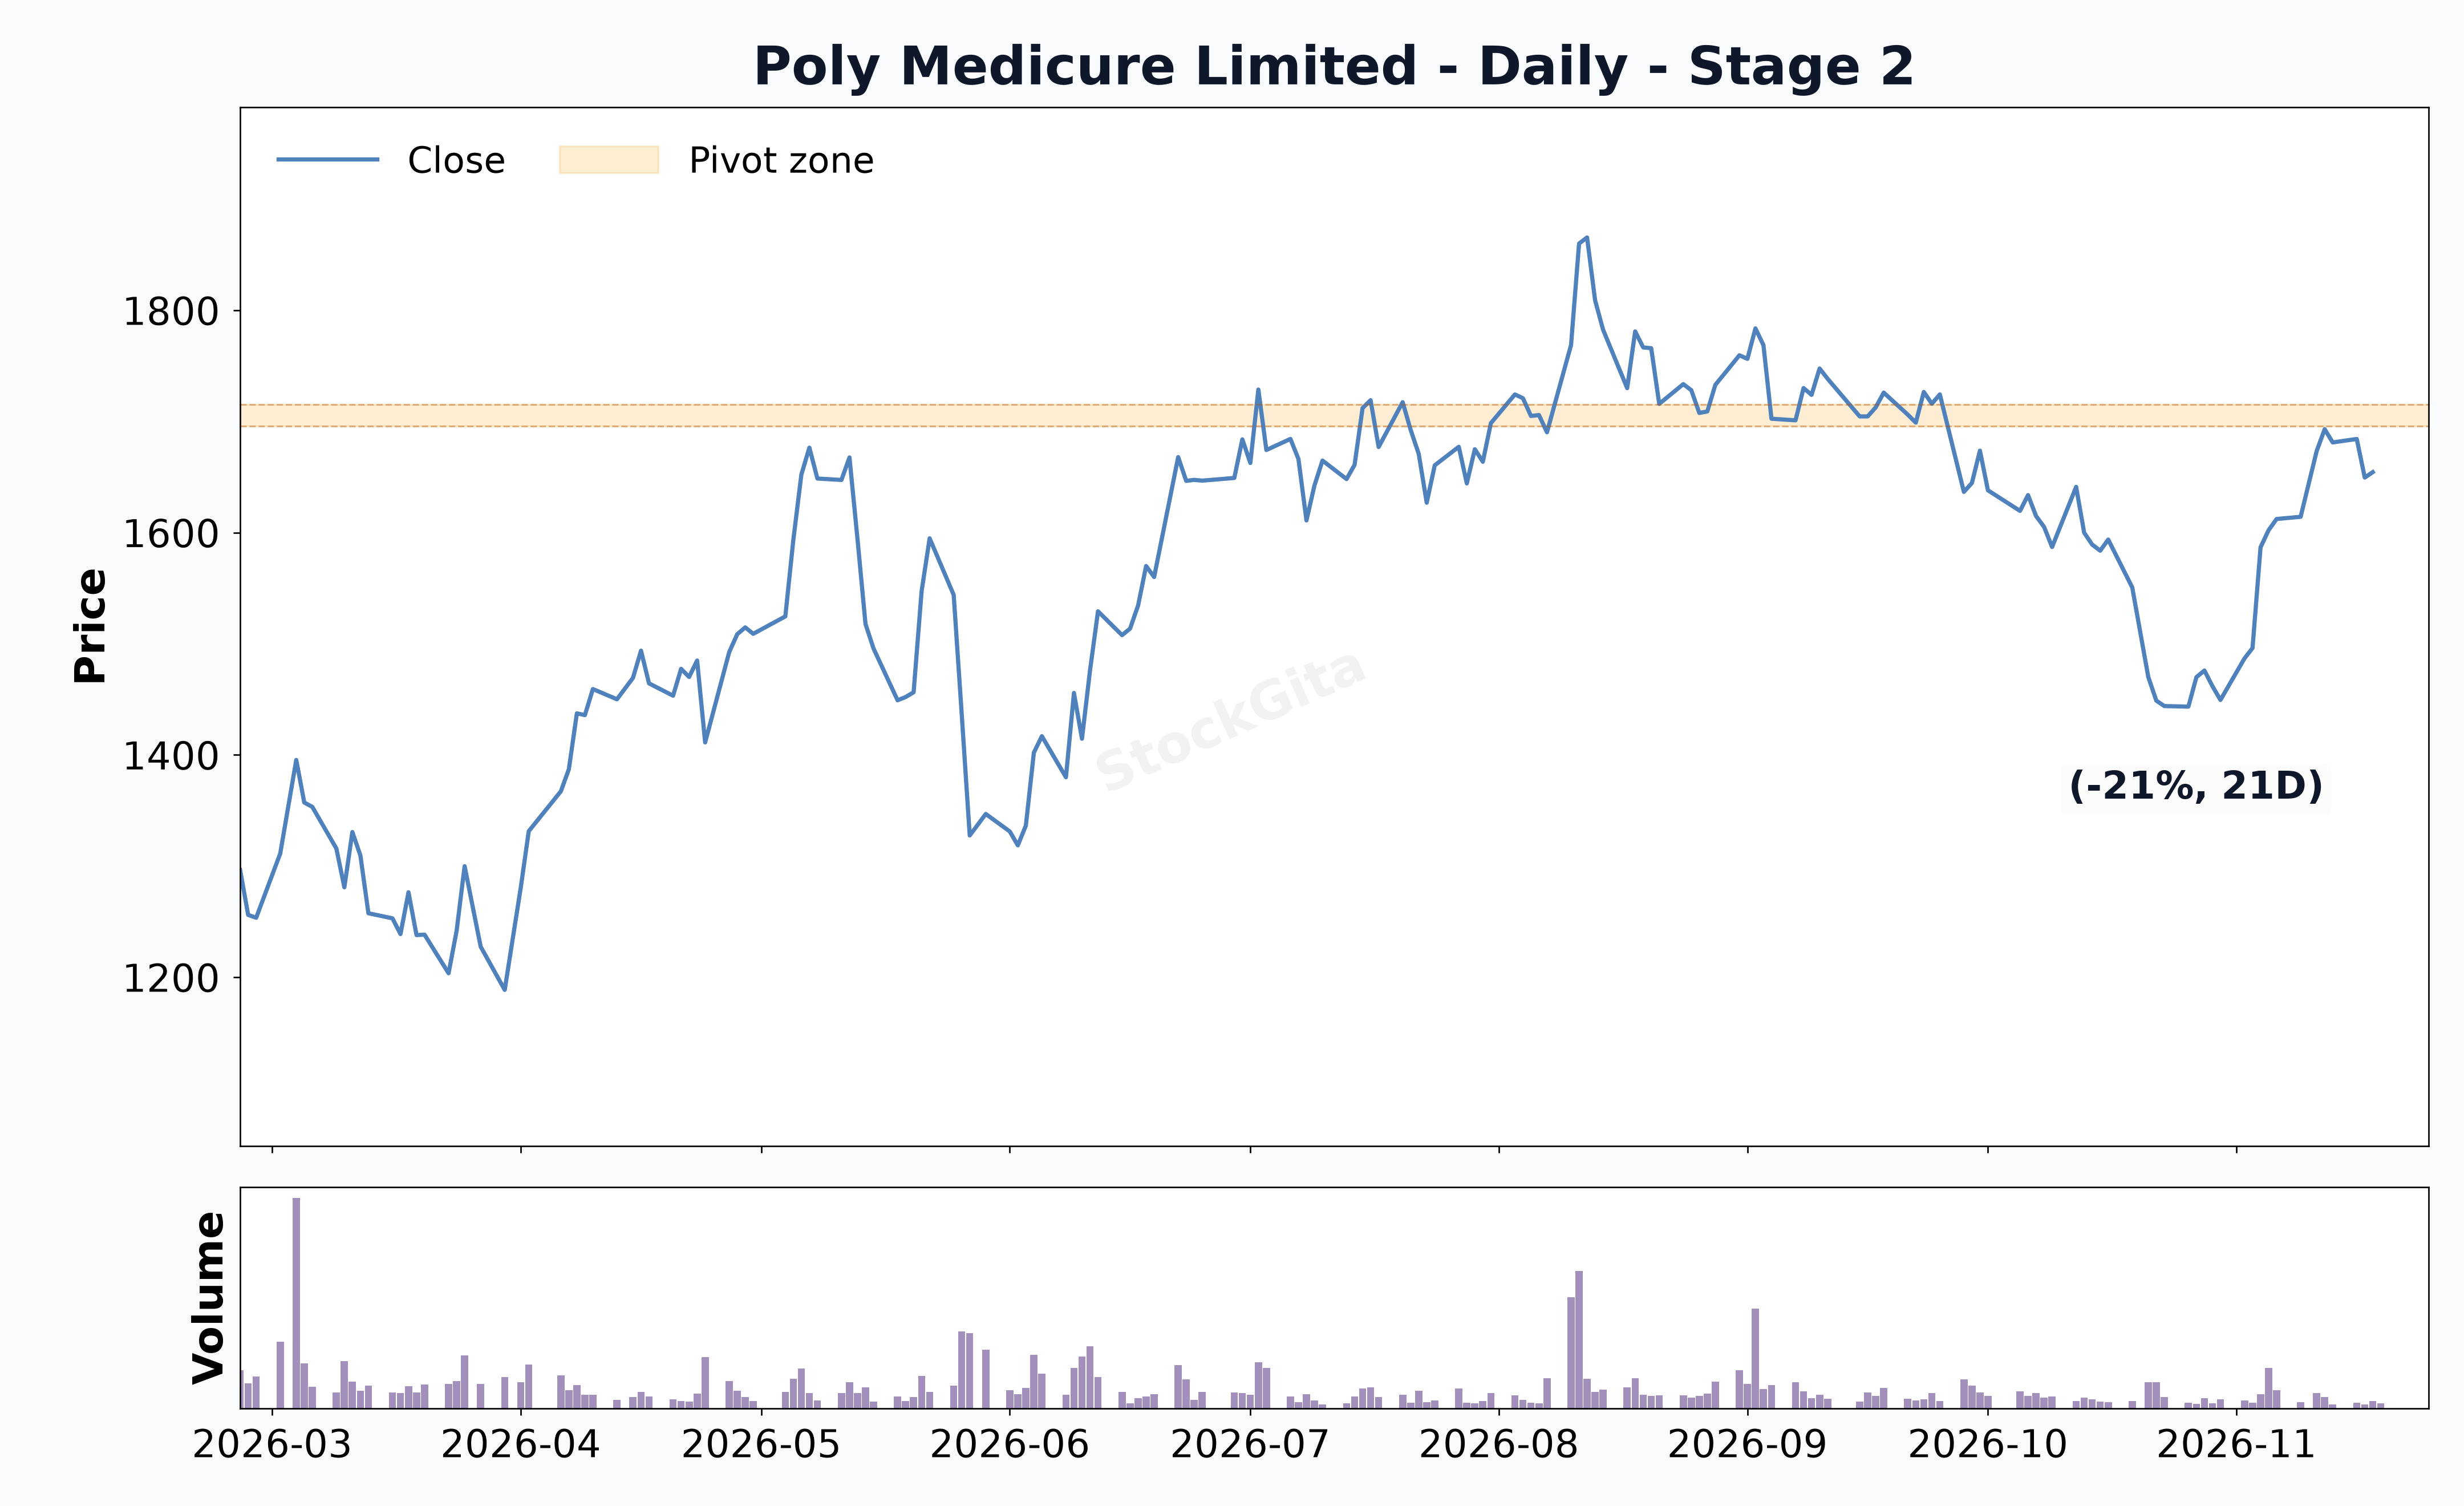 Poly Medicure Limited - Daily - Stage 2
Close
Pivot zone
1800
1600
1400
1200
Price
StockGita
(-21%, 21D)
Volume
2026-03
2026-04
2026-05
2026-06
2026-07
2026-08
2026-09
2026-10
2026-11